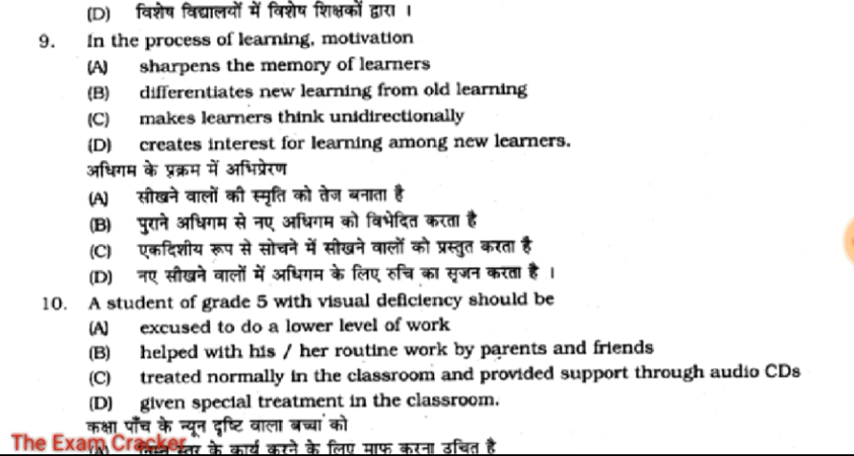 (D) विशेष विद्यालयों में विशेष शिक्षकों द्वारा ।
9. In the process of learning, motivation
(A) sharpens the memory of learners
(B) differentiates new learning from old learning
(C) makes learners think unidirectionally
(D) creates interest for learning among new learners.
अधिगम के प्रक्रम में अभिप्रेरण
(A) सीखने वालों की स्मृति को तेज बनाता है
(B) पुराने अधिगम से नए अधिगम को विभेदित करता है
(C) एकदिशीय रूप से सोचने में सीखने वालों को प्रस्तुत करता है
(D) नए सीखने वालों में अधिगम के लिए रुचि का सृजन करता है ।
10. A student of grade 5 with visual deficiency should be
(A) excused to do a lower level of work
(B) helped with his / her routine work by parents and friends
(C) treated normally in the classroom and provided support through audio CDs
(D) given special treatment in the classroom.
कक्षा पाँच के न्यून दृष्टि वाला बच्चा को
The Exam Cracker
(A) निम्न स्तर के कार्य करने के लिए माफ करना उचित है